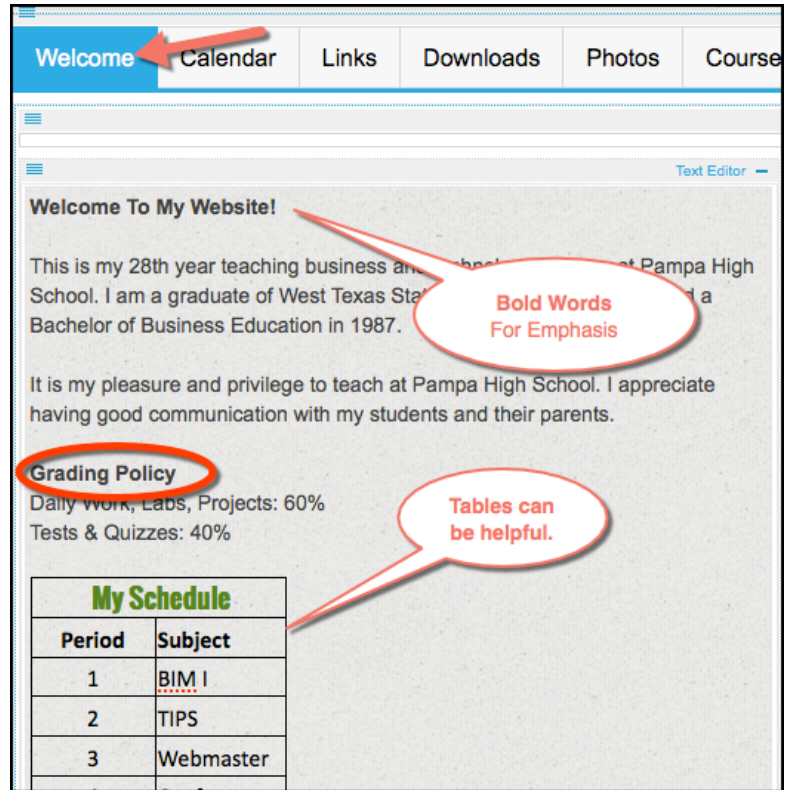 Welcome Calendar Links Downloads Photos Course
Text Editor
Welcome To My Website!
This is my 28th year teaching business at Pampa High
School. I am a graduate of West Texas a
Bachelor of Business Education in 1987.
Bold Words
For Emphasis
It is my pleasure and privilege to teach at Pampa High School. I appreciate
having good communication with my students and their parents.
Grading Policy
Daily Work, Labs, Projects: 60%
Tests & Quizzes: 40%
Tables can
be helpful.
My Schedule
Period Subject
1 BIM I
2 TIPS
3 Webmaster